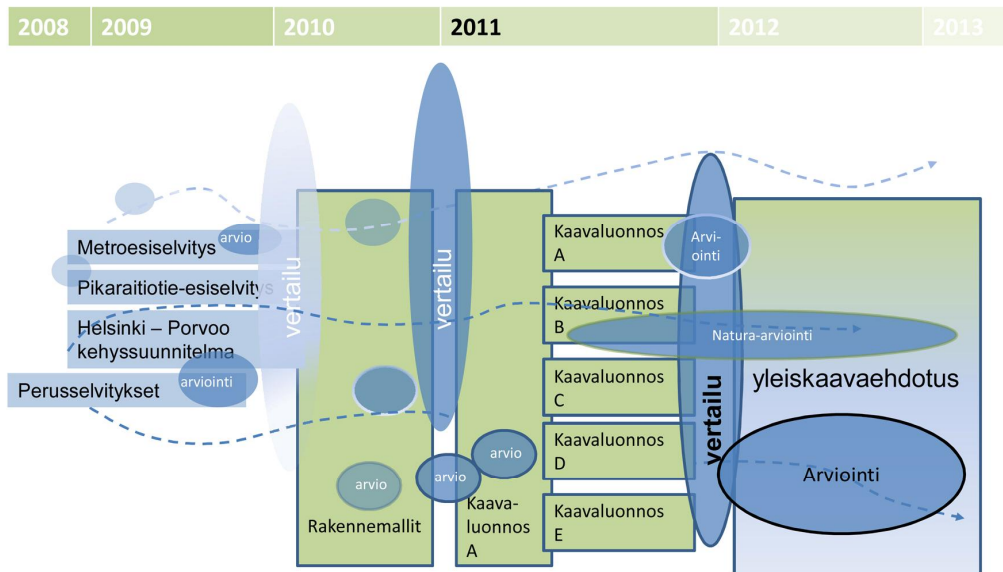 2008
2009
2010
2011
2012
2013
Metroesiselvitys
arvio
Pikaraitiotie-esiselvitys
Helsinki – Porvoo
kehyssuunnitelma
arviointi
Perusselvitykset
vertailu
arvio
Rakennemallit
vertailu
arvio
arvio
Kaava-
luonnos
A
Kaavaluonnos
A
Kaavaluonnos
B
Kaavaluonnos
C
Kaavaluonnos
D
Kaavaluonnos
E
Arvi-
ointi
vertailu
Natura-arviointi
yleiskaavaehdotus
Arviointi